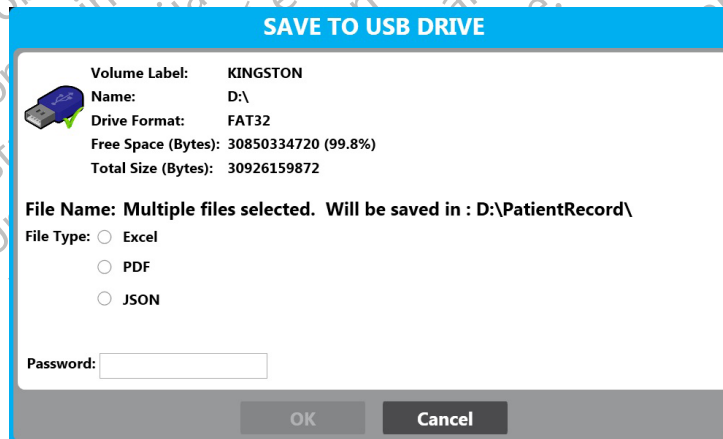 SAVE TO USB DRIVE
Volume Label: KINGSTON
Name: D:\
Drive Format: FAT32
Free Space (Bytes): 30850334720 (99.8%)
Total Size (Bytes): 30926159872
File Name: Multiple files selected. Will be saved in : D:\PatientRecord\
File Type: Excel
PDF
JSON
Password:
OK Cancel